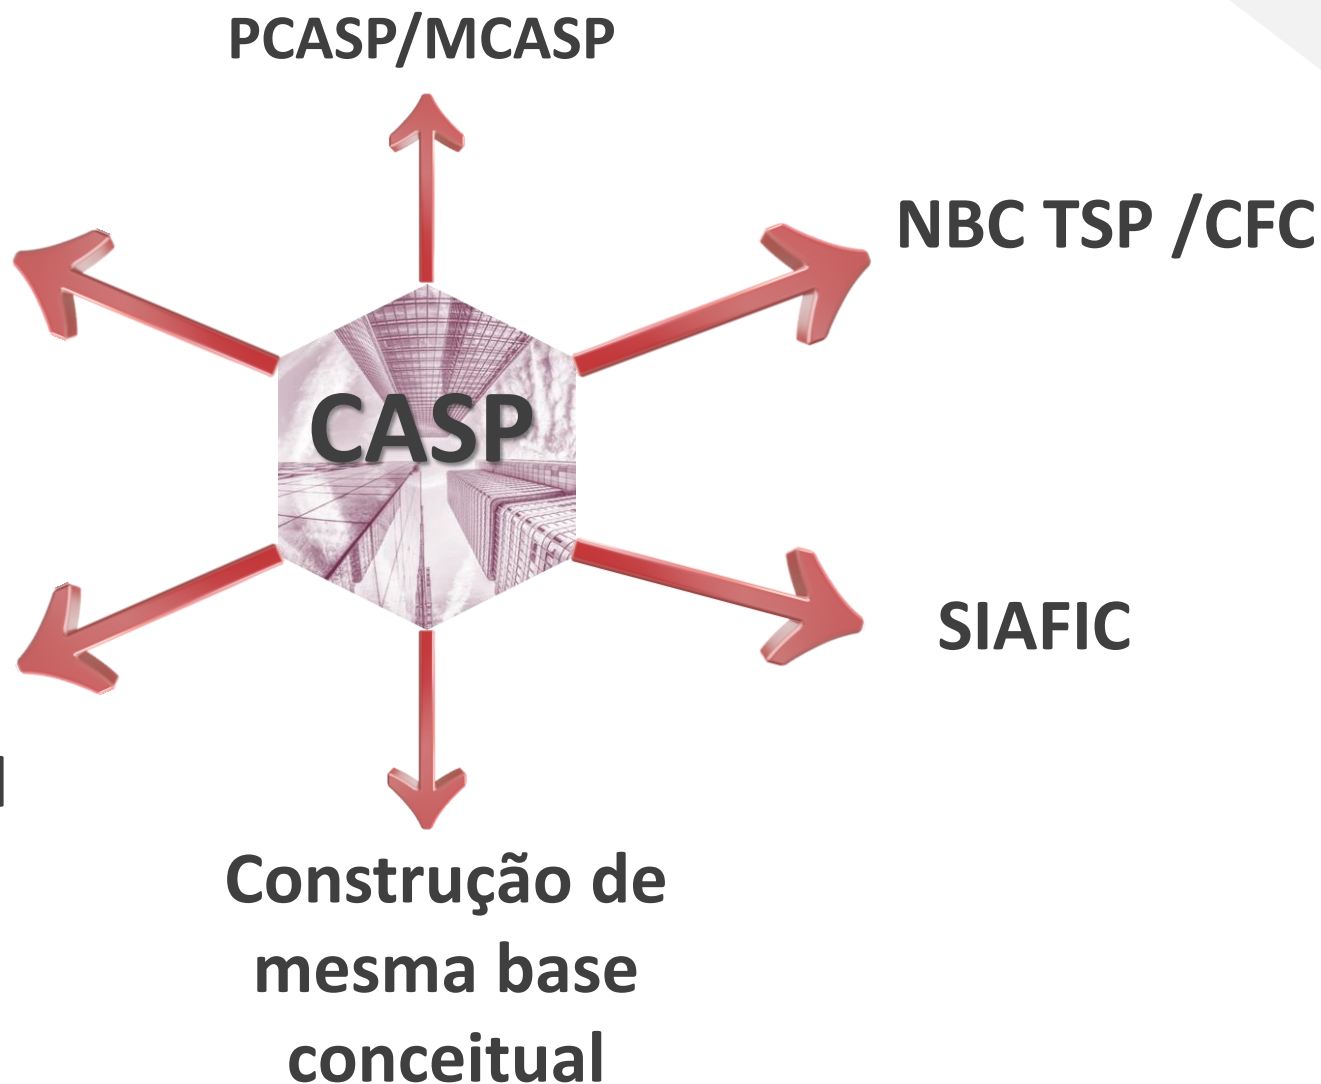 PCASP/MCASP
NBC TSP /CFC
CASP
SIAFIC
Construção de
mesma base
conceitual